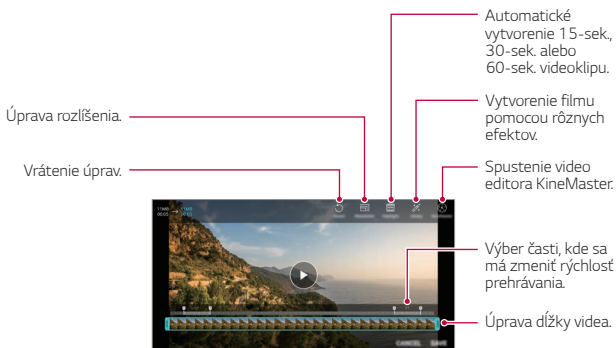 Automatické
vytvorenie 15-sek.,
30-sek. alebo
60-sek. videoklipu.
Úprava rozlíšenia.
Vytvorenie filmu
pomocou rôznych
efektov.
Vrátenie úprav.
Spustenie video
editora KineMaster.
Výber časti, kde sa
má zmeniť rýchlosť
prehrávania.
Úprava dĺžky videa.
CANCEL SAVE